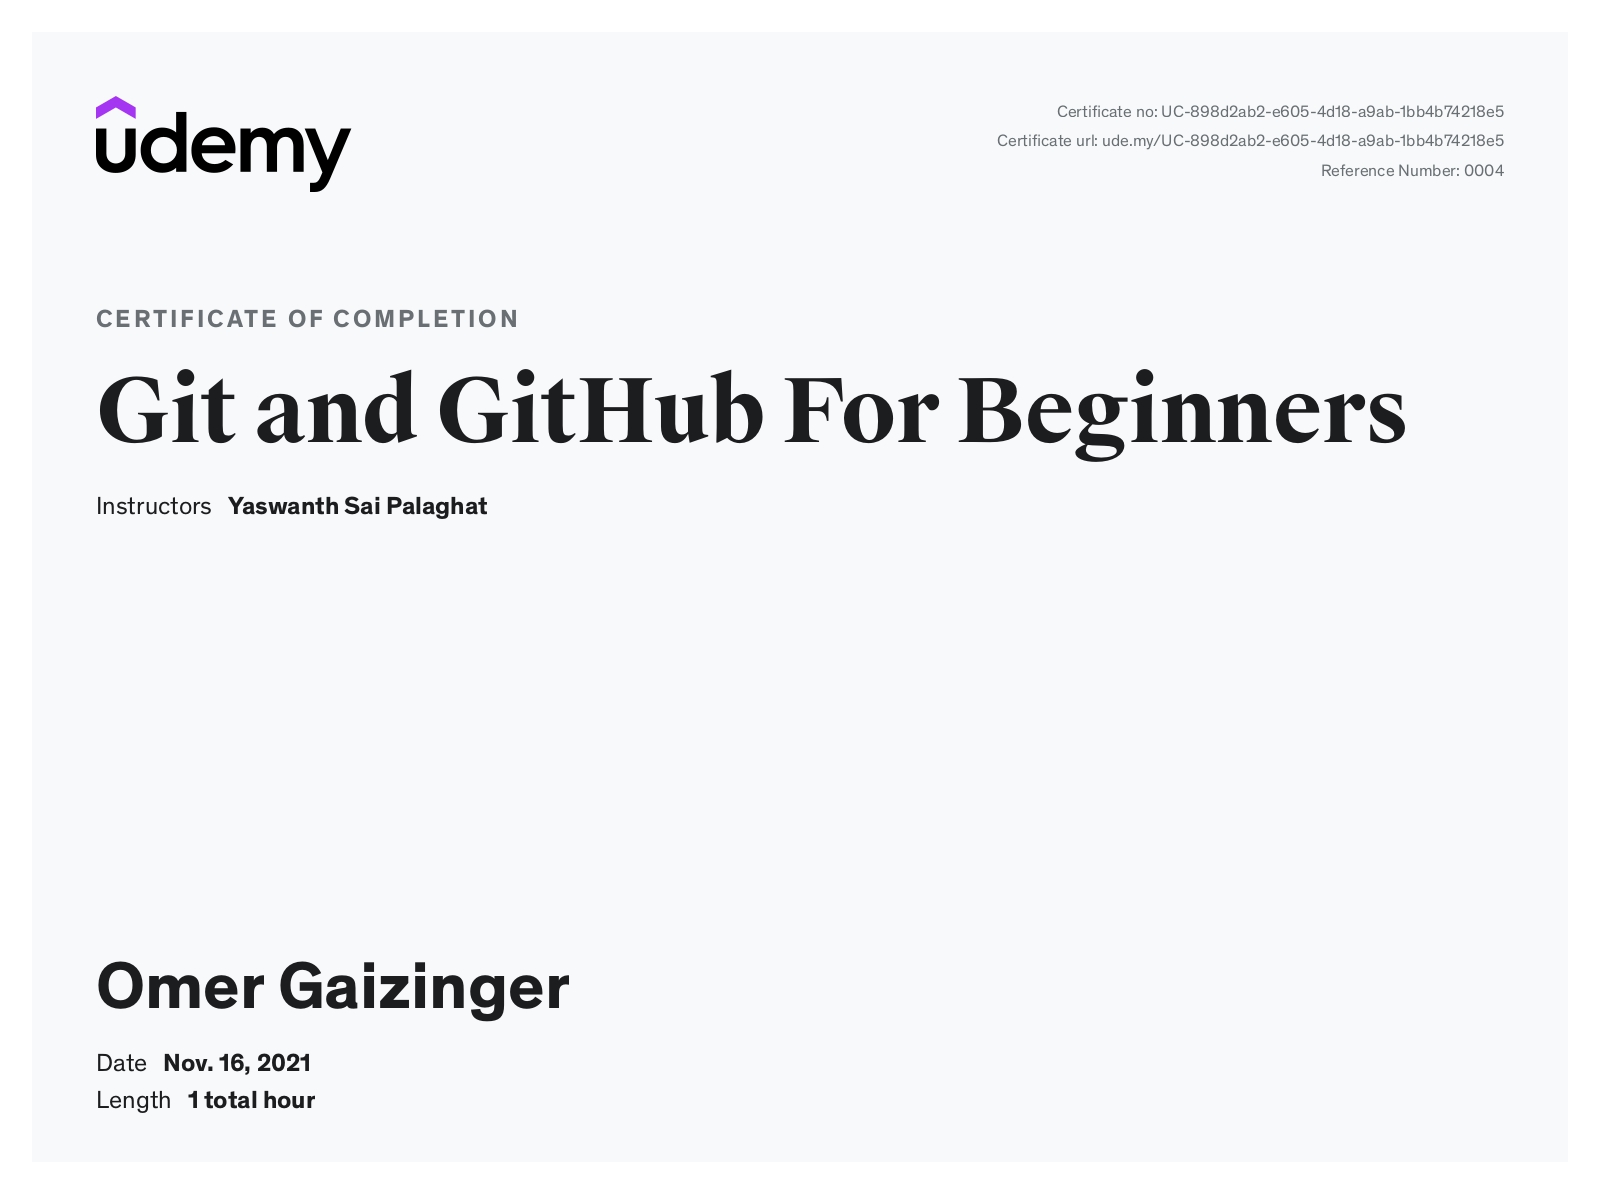 udemy
Certificate no: UC-898d2ab2-e605-4d18-a9ab-1bb4b74218e5
Certificate url: ude.my/UC-898d2ab2-e605-4d18-a9ab-1bb4b74218e5
Reference Number: 0004
CERTIFICATE OF COMPLETION
Git and GitHub For Beginners
Instructors Yaswanth Sai Palaghat
Omer Gaizinger
Date Nov. 16, 2021
Length 1 total hour